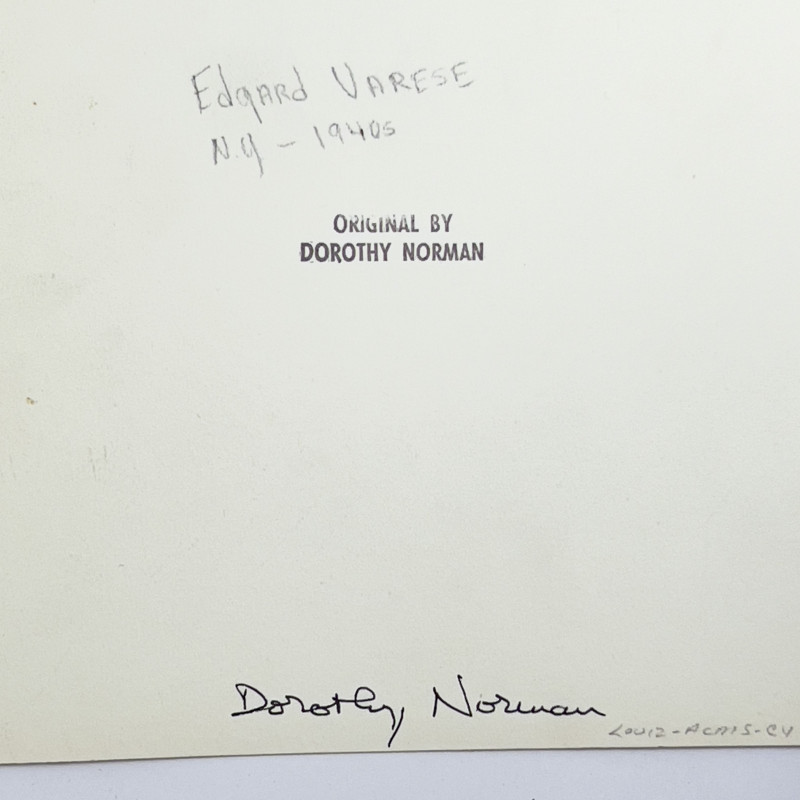 Edgard VARESE
N.Y - 1940s
ORIGINAL BY
DOROTHY NORMAN
Dorothy Norman